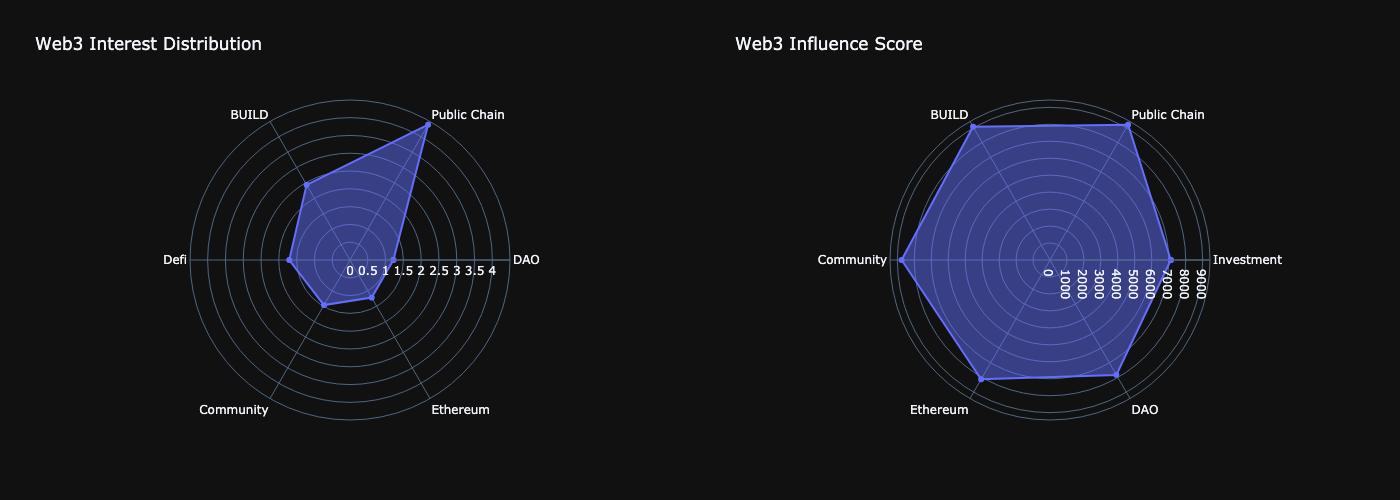 Web3 Interest Distribution
BUILD
Public Chain
Defi
DAO
0 0.5 1 1.5 2 2.5 3 3.5 4
Community
Ethereum
Web3 Influence Score
BUILD
Public Chain
Community
Investment
0 1000 2000 3000 4000 5000 6000 7000 8000 9000
Ethereum
DAO